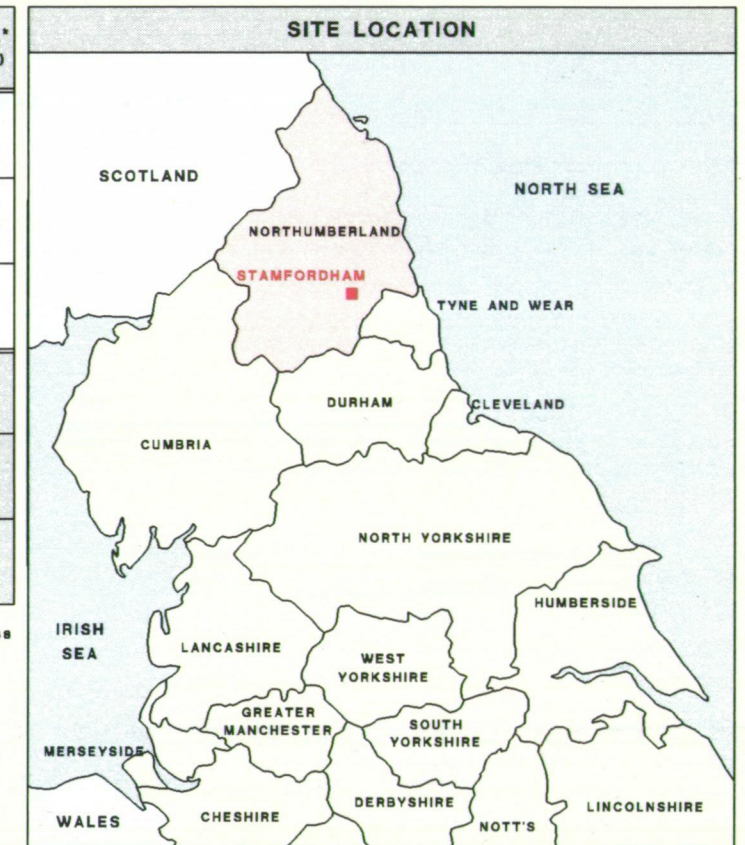 SITE LOCATION
SCOTLAND
NORTH SEA
NORTHUMBERLAND
STAMFORDHAM
TYNE AND WEAR
DURHAM
CLEVELAND
CUMBRIA
NORTH YORKSHIRE
HUMBERSIDE
IRISH
SEA
LANCASHIRE
WEST
YORKSHIRE
GREATER
MANCHESTER
SOUTH
YORKSHIRE
MERSEYSIDE
DERBYSHIRE
LINCOLNSHIRE
CHESHIRE
WALES
NOTT'S